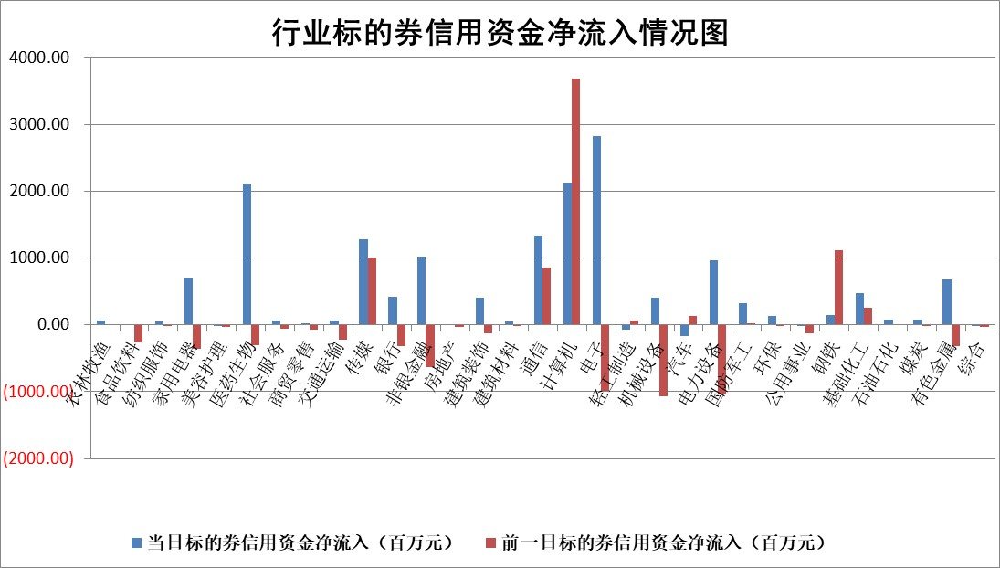 行业标的券信用资金净流入情况图
4000.00
3000.00
2000.00
1000.00
0.00
(1000.00)
(2000.00)
农林牧渔
食品饮料
纺织服饰
家用电器
美容护理
医药生物
社会服务
商贸零售
交通运输
传媒
银行
非银金融
房地产
建筑装饰
建筑材料
通信
计算机
电子
轻工制造
机械设备
汽车
电力设备
国防军工
环保
公用事业
钢铁
基础化工
石油石化
煤炭
有色金属
综合
当日标的券信用资金净流入（百万元）
前一日标的券信用资金净流入（百万元）